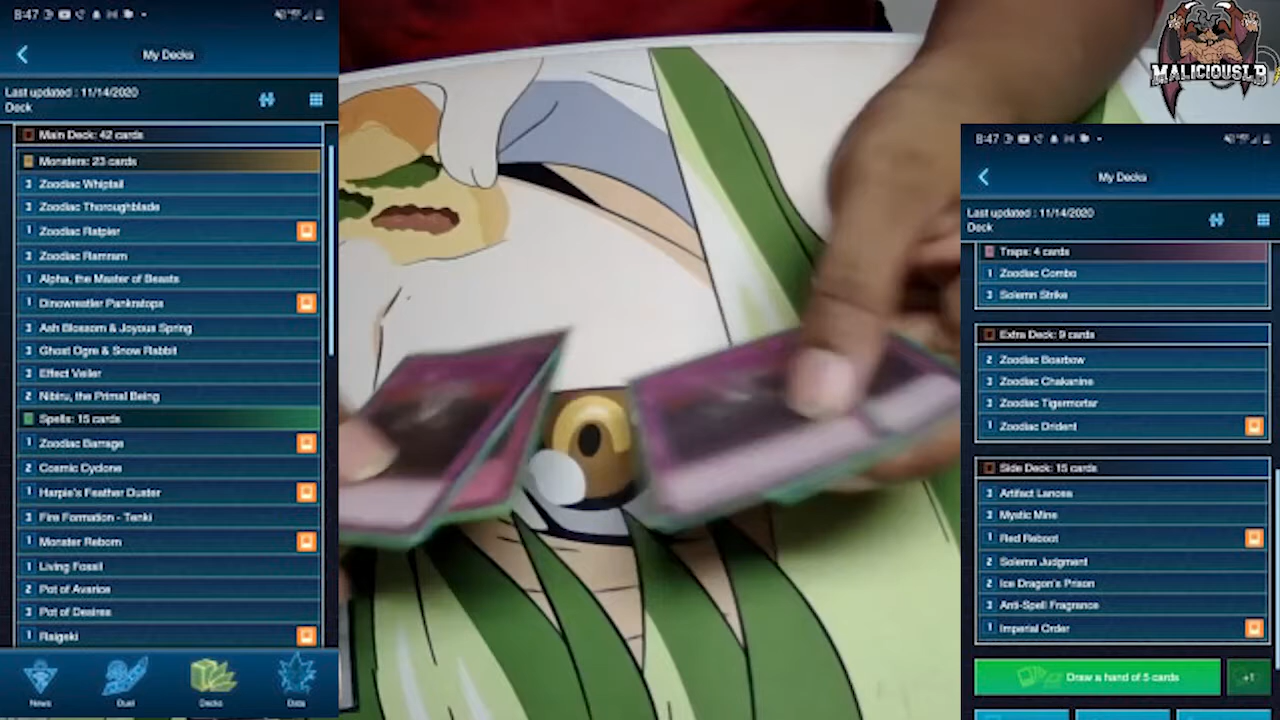 8:47
My Decks
Last updated : 11/14/2020
Deck
Main Deck: 42 cards
Monsters: 23 cards
3 Zoodiac Whiptail
3 Zoodiac Thoroughblade
1 Zoodiac Ratpier
3 Zoodiac Ramram
1 Alpha, the Master of Beasts
1 Dinowrestler Pankratops
3 Ash Blossom & Joyous Spring
3 Ghost Ogre & Snow Rabbit
3 Effect Veiler
2 Nibiru, the Primal Being
Spells: 15 cards
1 Zoodiac Barrage
2 Cosmic Cyclone
1 Harpie's Feather Duster
3 Fire Formation - Tenki
1 Monster Reborn
1 Living Fossil
2 Pot of Avarice
3 Pot of Desires
1 Raigeki
News
Duel
Decks
Data
MALICIOUSLB
8:47
My Decks
Last updated : 11/14/2020
Deck
Traps: 4 cards
1 Zoodiac Combo
3 Solemn Strike
Extra Deck: 9 cards
2 Zoodiac Boarbow
3 Zoodiac Chakanine
3 Zoodiac Tigermortar
1 Zoodiac Drident
Side Deck: 15 cards
3 Artifact Lancea
3 Mystic Mine
1 Red Reboot
2 Solemn Judgment
2 Ice Dragon's Prison
3 Anti-Spell Fragrance
1 Imperial Order
Draw a hand of 5 cards
+1